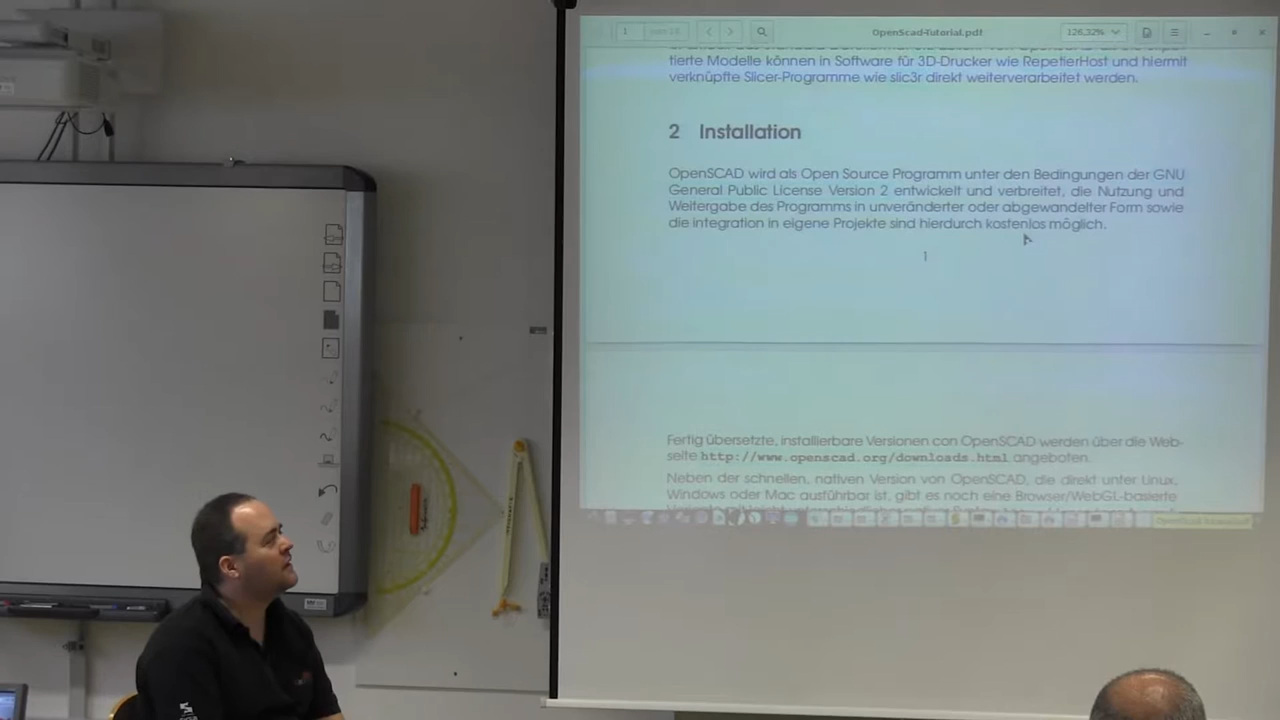 1
OpenScad-Tutorial.pdf
126,32%
tierte Modelle können in Software für 3D-Drucker wie RepetierHost und hiermit
verknüpfte Slicer-Programme wie slic3r direkt weiterverarbeitet werden.
2 Installation
OpenSCAD wird als Open Source Programm unter den Bedingungen der GNU
General Public License Version 2 entwickelt und verbreitet, die Nutzung und
Weitergabe des Programms in unveränderter oder abgewandelter Form sowie
die integration in eigene Projekte sind hierdurch kostenlos möglich.
1
Fertig übersetzte, installierbare Versionen con OpenSCAD werden über die Web-
seite http://www.openscad.org/downloads.html angeboten.
Neben der schnellen, nativen Version von OpenSCAD, die direkt unter Linux,
Windows oder Mac ausführbar ist, gibt es noch eine Browser/WebGL-basierte